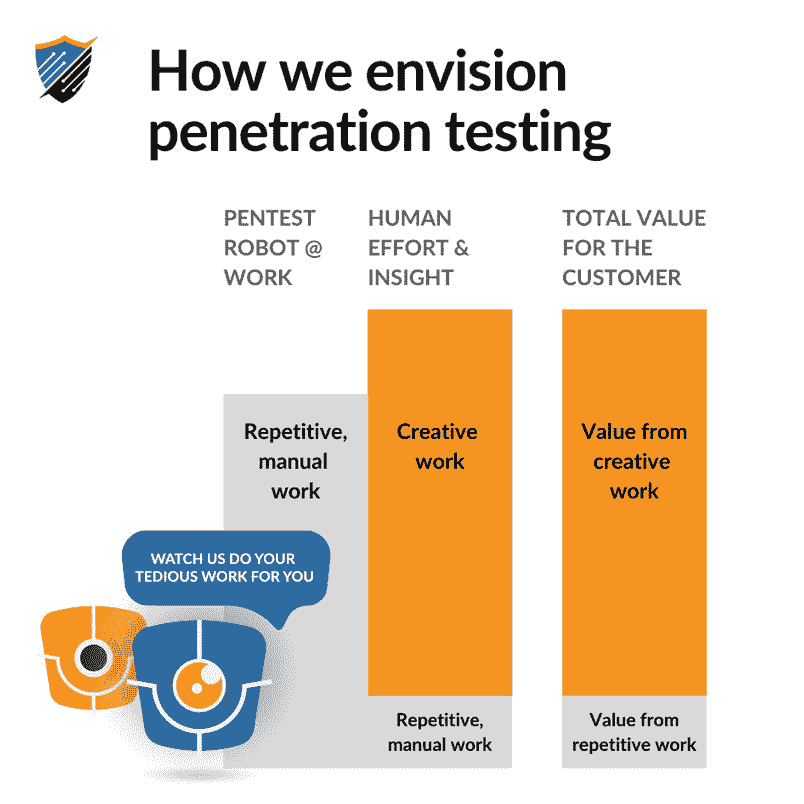 How we envision
penetration testing
PENTEST
ROBOT @
WORK
HUMAN
EFFORT &
INSIGHT
TOTAL VALUE
FOR THE
CUSTOMER
Repetitive,
manual
work
Creative
work
Value from
creative
work
WATCH US DO YOUR
TEDIOUS WORK FOR YOU
Repetitive,
manual work
Value from
repetitive work